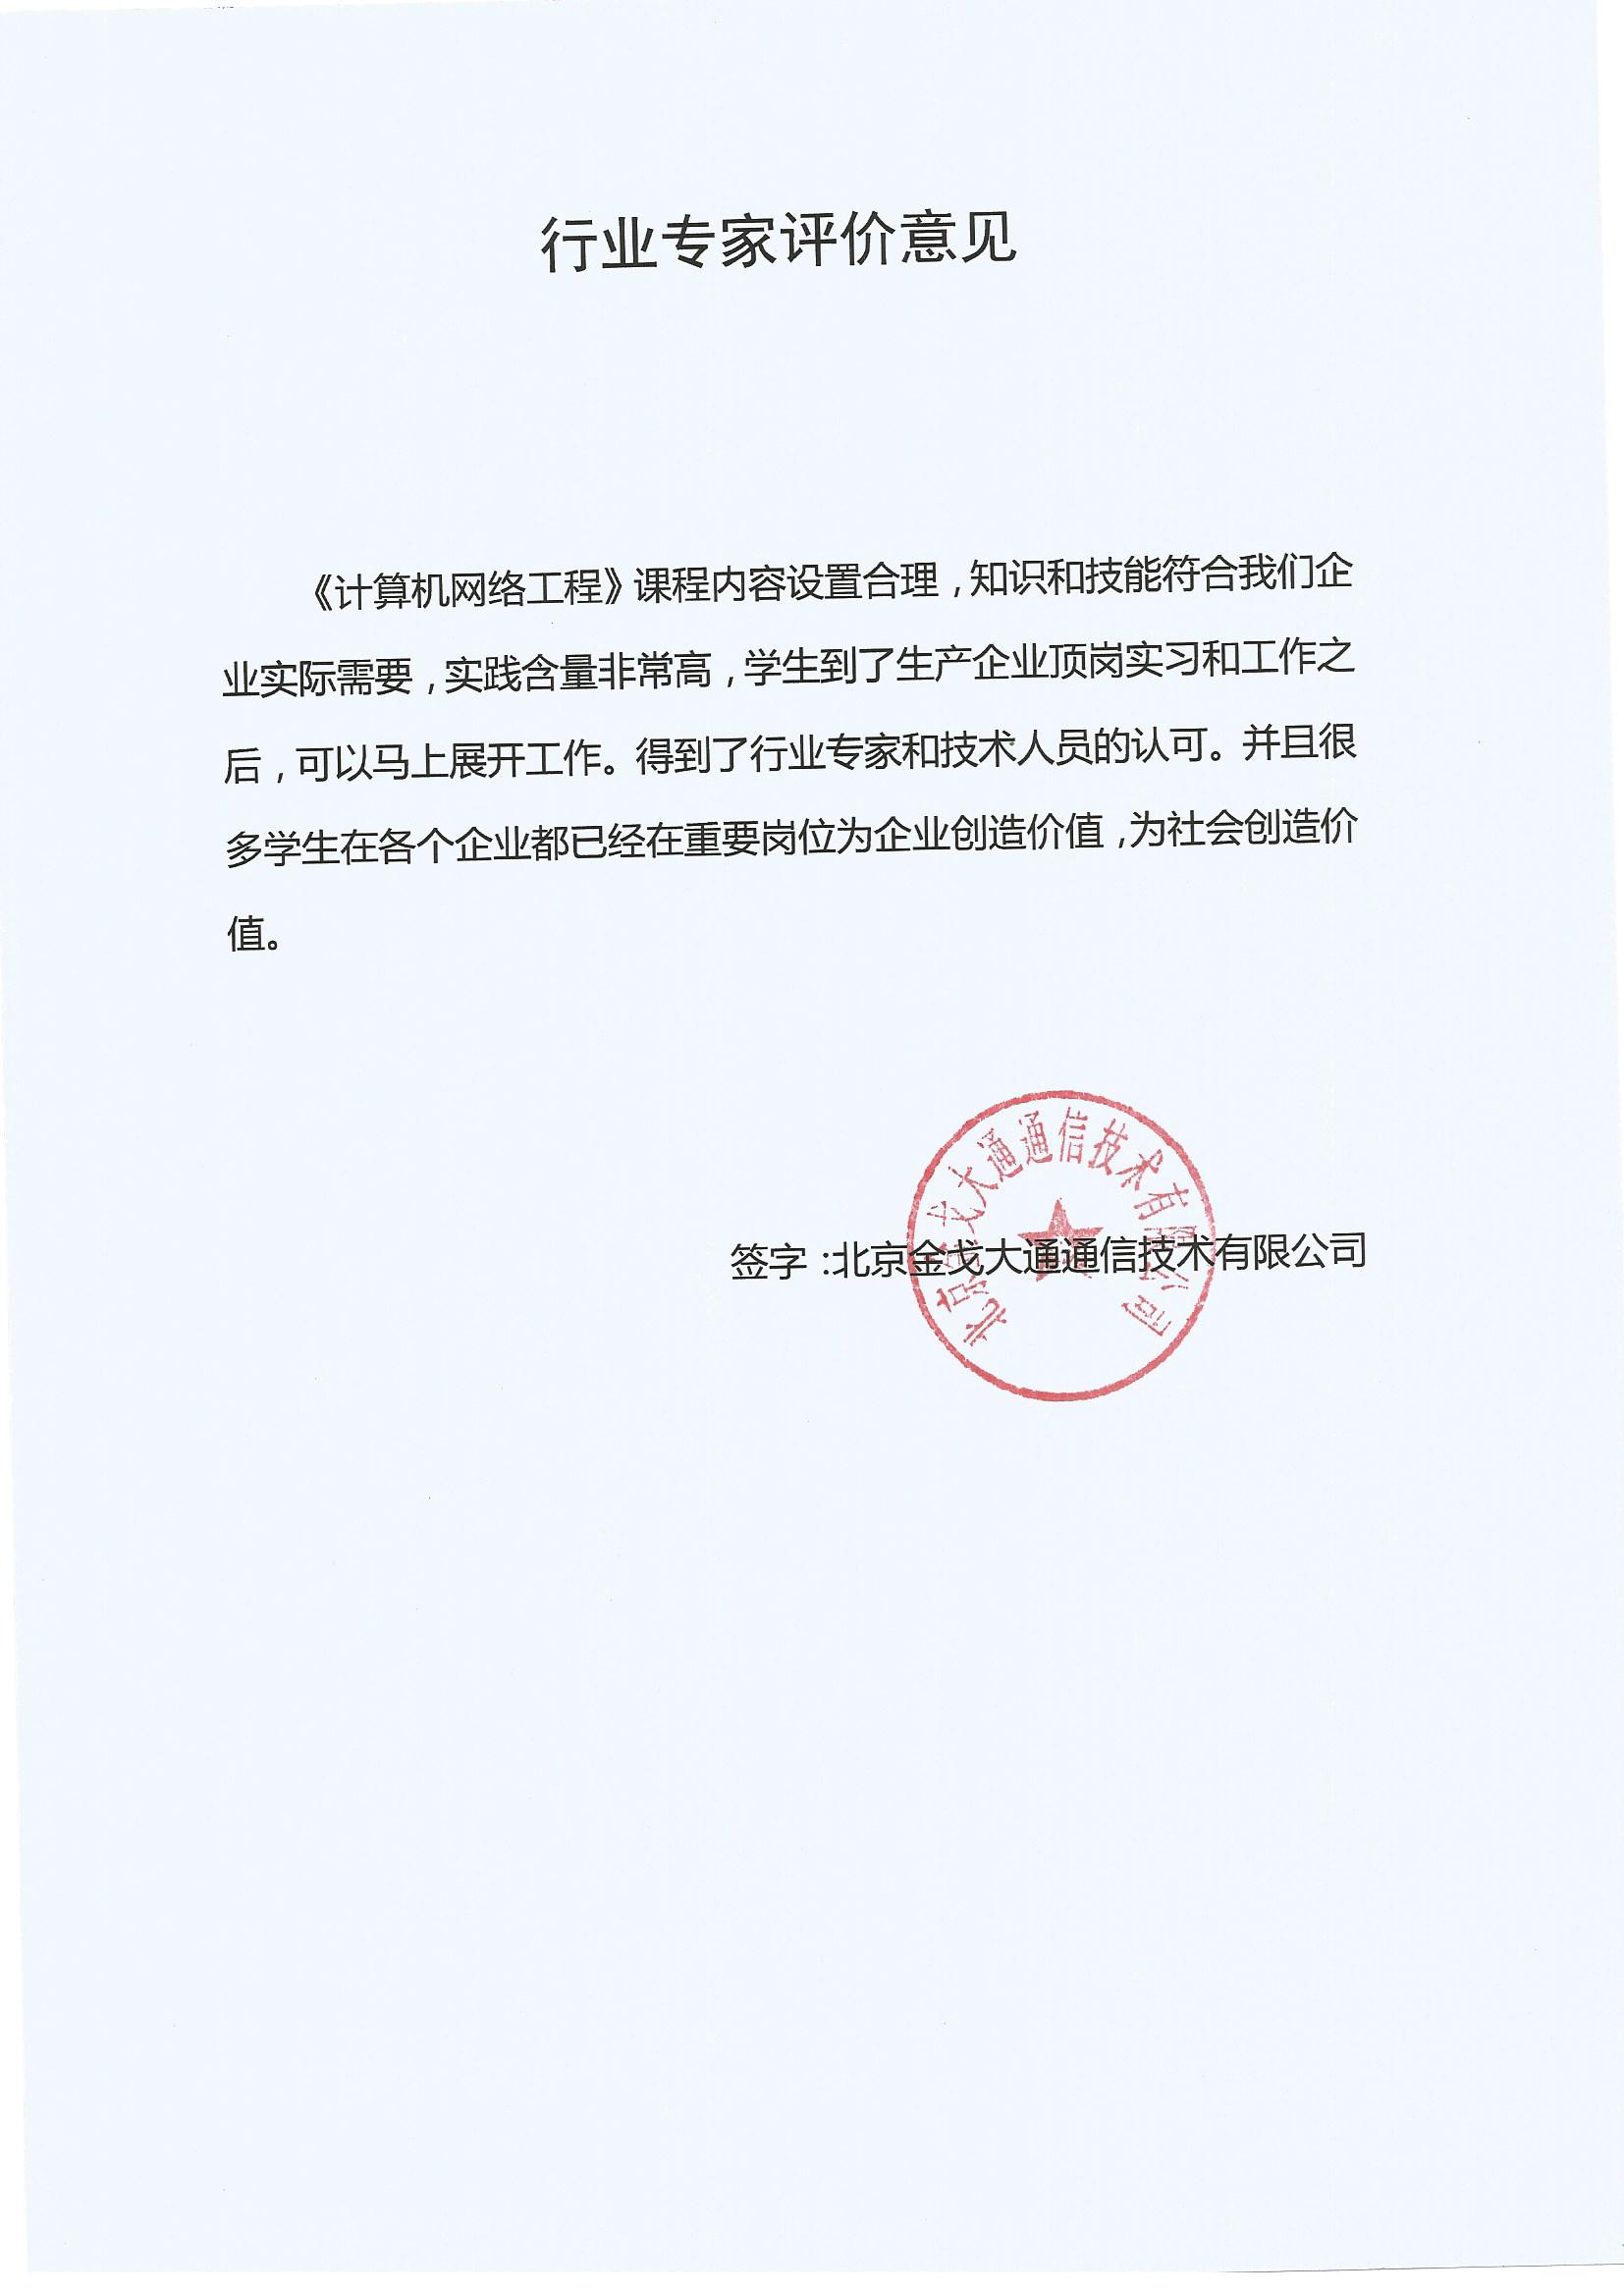 行业专家评价意见
《计算机网络工程》课程内容设置合理，知识和技能符合我们企
业实际需要，实践含量非常高，学生到了生产企业顶岗实习和工作之
后，可以马上展开工作。得到了行业专家和技术人员的认可。并且很
多学生在各个企业都已经在重要岗位为企业创造价值，为社会创造价
值。
签字：北京金戈大通通信技术有限公司
北京金戈大通通信技术有限公司